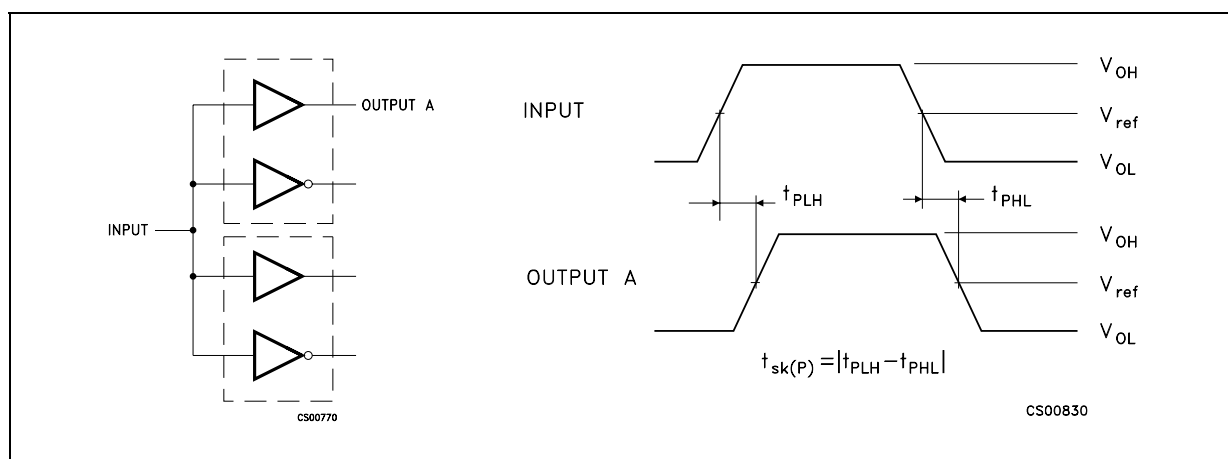 OUTPUT A
INPUT
CS00770
INPUT
V_OH
V_ref
V_OL
t_PLH
t_PHL
OUTPUT A
V_OH
V_ref
V_OL
t_sk(P) = |t_PLH − t_PHL|
CS00830